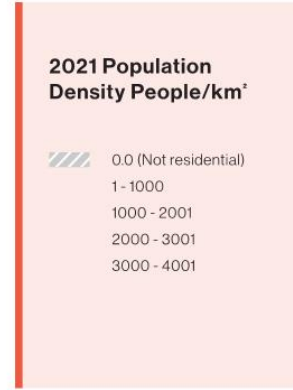 2021 Population
Density People/km²
0.0 (Not residential)
1 - 1000
1000 - 2001
2000 - 3001
3000 - 4001